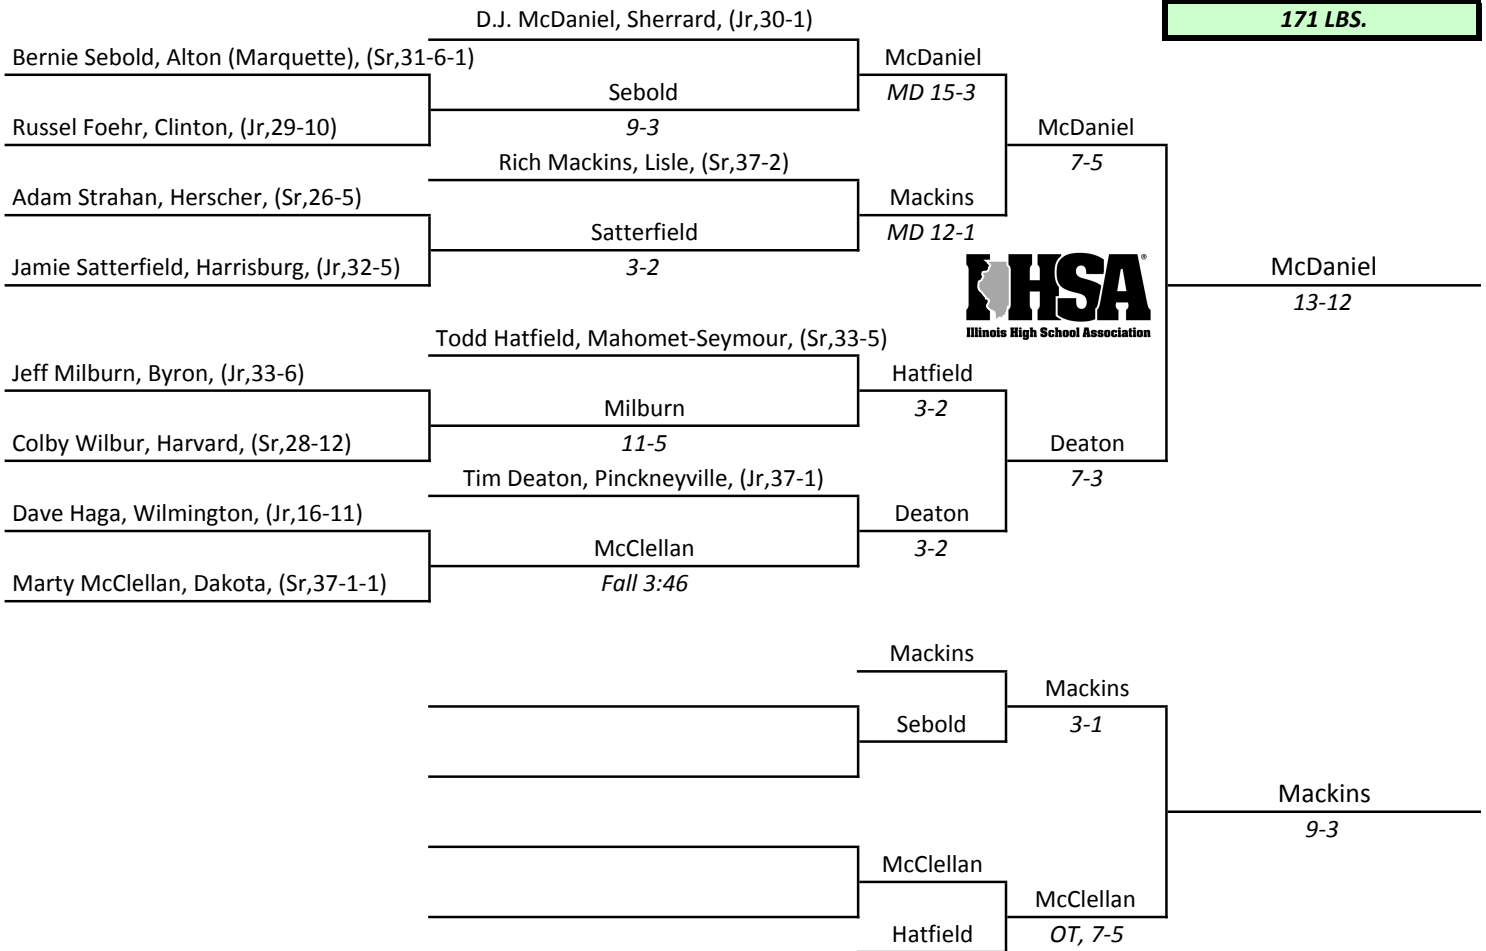 D.J. McDaniel, Sherrard, (Jr,30-1)
171 LBS.
Bernie Sebold, Alton (Marquette), (Sr,31-6-1)
McDaniel
Sebold
MD 15-3
Russel Foehr, Clinton, (Jr,29-10)
9-3
McDaniel
Rich Mackins, Lisle, (Sr,37-2)
7-5
Adam Strahan, Herscher, (Sr,26-5)
Mackins
Satterfield
MD 12-1
Jamie Satterfield, Harrisburg, (Jr,32-5)
3-2
IHSA®
McDaniel
13-12
Illinois High School Association
Todd Hatfield, Mahomet-Seymour, (Sr,33-5)
Jeff Milburn, Byron, (Jr,33-6)
Hatfield
Milburn
3-2
Colby Wilbur, Harvard, (Sr,28-12)
11-5
Deaton
Tim Deaton, Pinckneyville, (Jr,37-1)
7-3
Dave Haga, Wilmington, (Jr,16-11)
Deaton
McClellan
3-2
Marty McClellan, Dakota, (Sr,37-1-1)
Fall 3:46
Mackins
Mackins
Sebold
3-1
Mackins
9-3
McClellan
McClellan
Hatfield
OT, 7-5